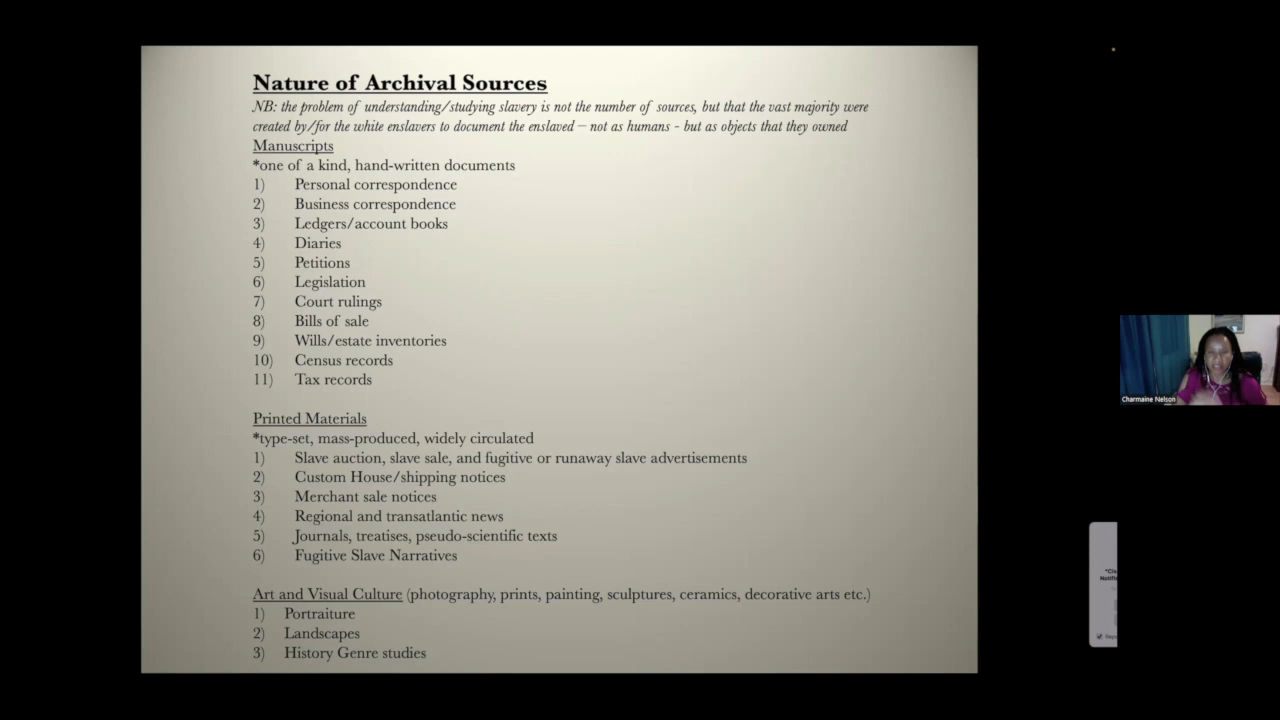 Nature of Archival Sources
NB: the problem of understanding/studying slavery is not the number of sources, but that the vast majority were
created by/for the white enslavers to document the enslaved – not as humans - but as objects that they owned
Manuscripts
*one of a kind, hand-written documents
1) Personal correspondence
2) Business correspondence
3) Ledgers/account books
4) Diaries
5) Petitions
6) Legislation
7) Court rulings
8) Bills of sale
9) Wills/estate inventories
10) Census records
11) Tax records
Printed Materials
*type-set, mass-produced, widely circulated
1) Slave auction, slave sale, and fugitive or runaway slave advertisements
2) Custom House/shipping notices
3) Merchant sale notices
4) Regional and transatlantic news
5) Journals, treatises, pseudo-scientific texts
6) Fugitive Slave Narratives
Art and Visual Culture (photography, prints, painting, sculptures, ceramics, decorative arts etc.)
1) Portraiture
2) Landscapes
3) History Genre studies
Charmaine Nelson